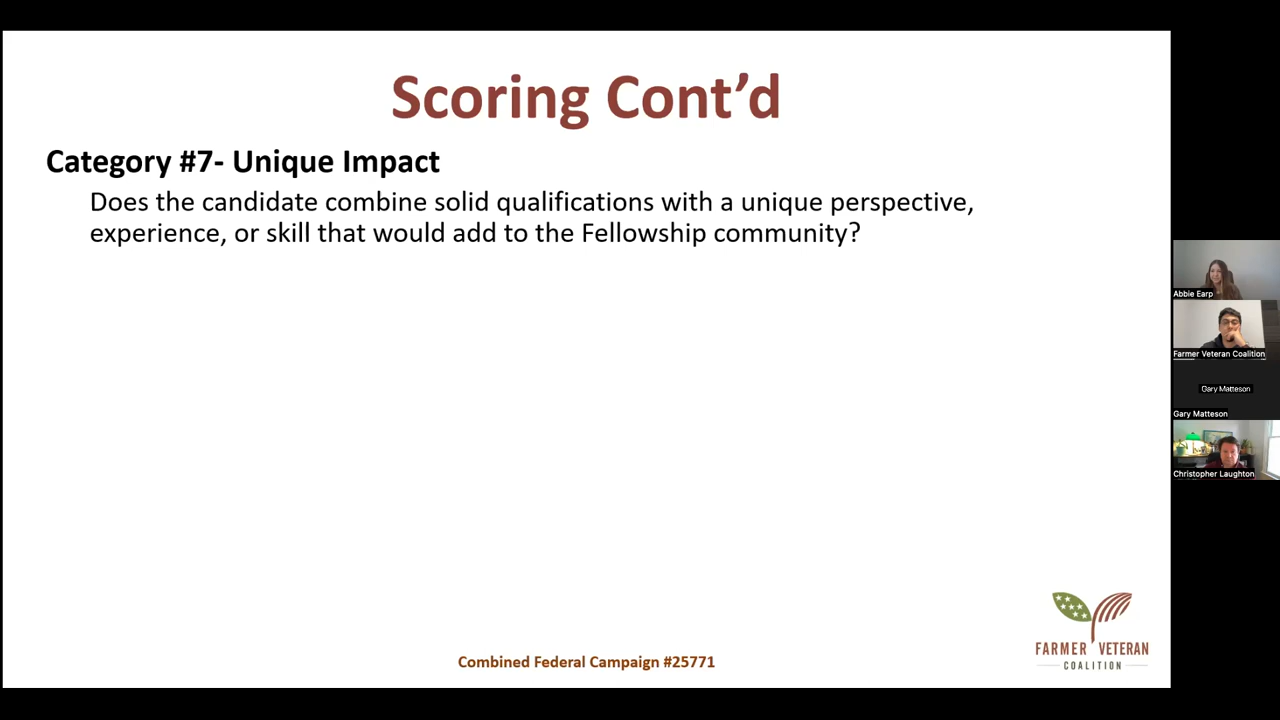 Scoring Cont’d
Category #7- Unique Impact
Does the candidate combine solid qualifications with a unique perspective,
experience, or skill that would add to the Fellowship community?
Abbie Earp
Farmer Veteran Coalition
Gary Matteson
Gary Matteson
Christopher Laughton
FARMER VETERAN
COALITION
Combined Federal Campaign #25771